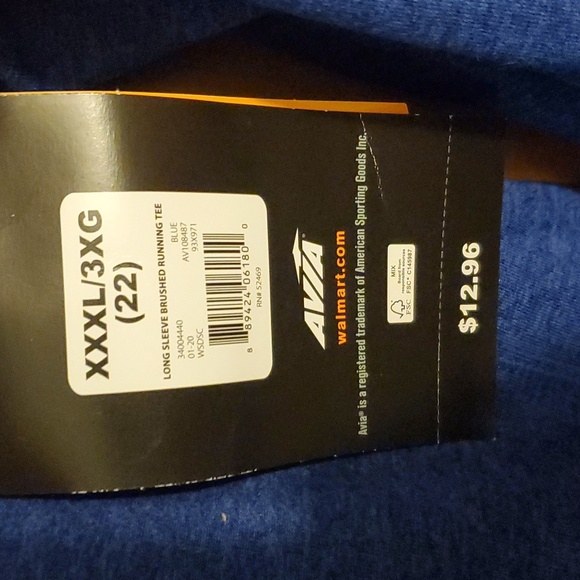 XXXL/3XG
(22)
LONG SLEEVE BRUSHED RUNNING TEE
34004440
01-20
WSDSC
BLUE
AV108487
93X971
8 89424 06180 0
RN# 52469
AVIA
walmart.com
Avia® is a registered trademark of American Sporting Goods Inc.
MIX
FSC® C145987
FSC
$12.96